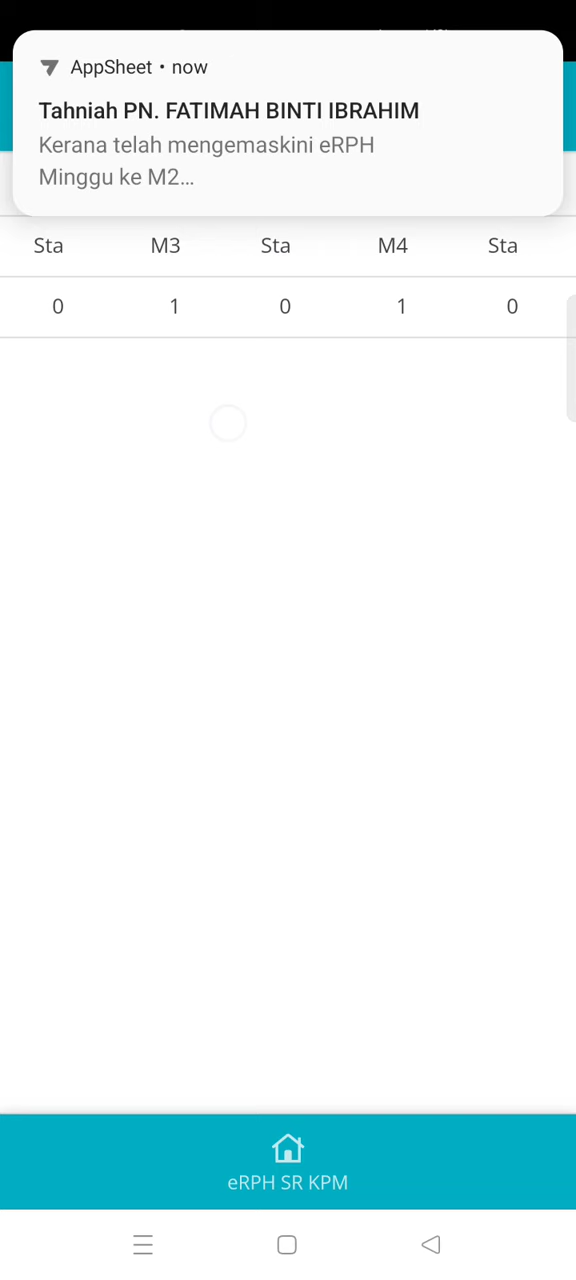 AppSheet • now
Tahniah PN. FATIMAH BINTI IBRAHIM
Kerana telah mengemaskini eRPH
Minggu ke M2...
Sta M3 Sta M4 Sta
0 1 0 1 0
eRPH SR KPM